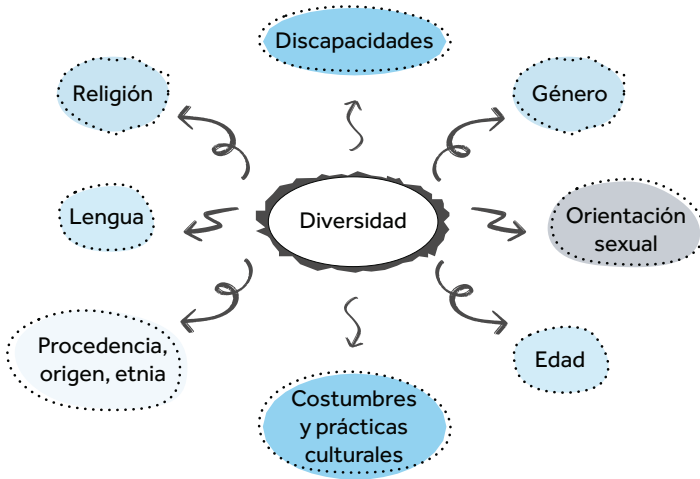 Discapacidades
Religión
Género
Lengua
Diversidad
Orientación
sexual
Procedencia,
origen, etnia
Edad
Costumbres
y prácticas
culturales